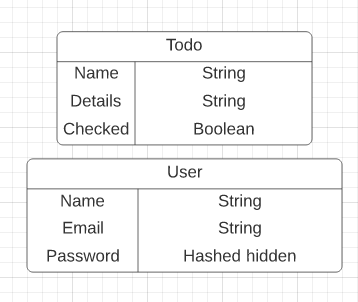 Todo
Name String
Details String
Checked Boolean
User
Name String
Email String
Password Hashed hidden